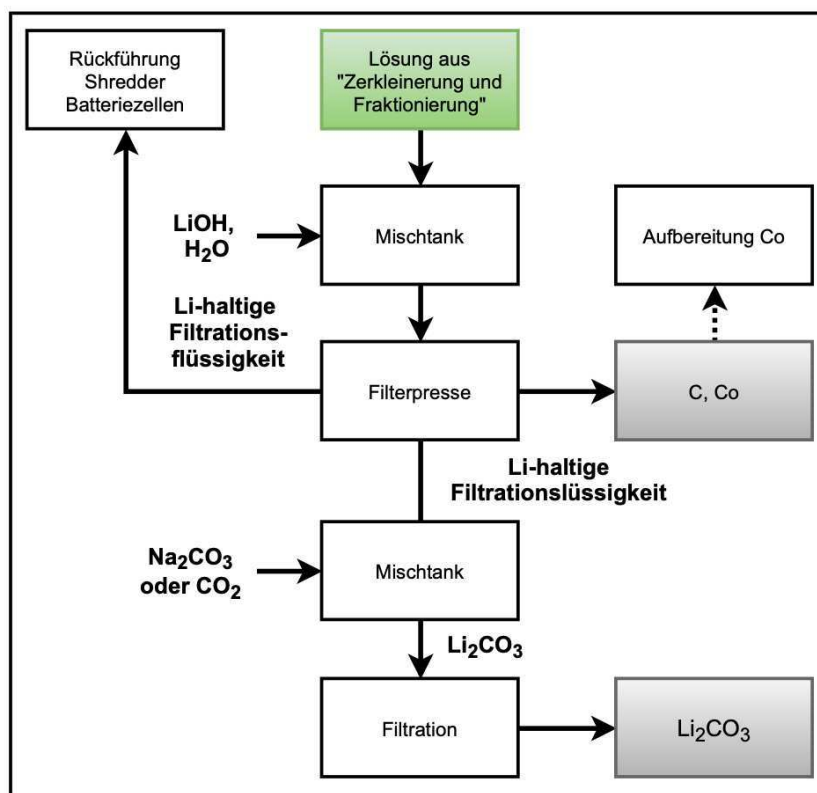 Rückführung
Shredder
Batteriezellen
Lösung aus
"Zerkleinerung und
Fraktionierung"
LiOH,
H₂O
Mischtank
Aufbereitung Co
Li-haltige
Filtrations-
flüssigkeit
Filterpresse
C, Co
Li-haltige
Filtrationslüssigkeit
Na₂CO₃
oder CO₂
Mischtank
Li₂CO₃
Filtration
Li₂CO₃